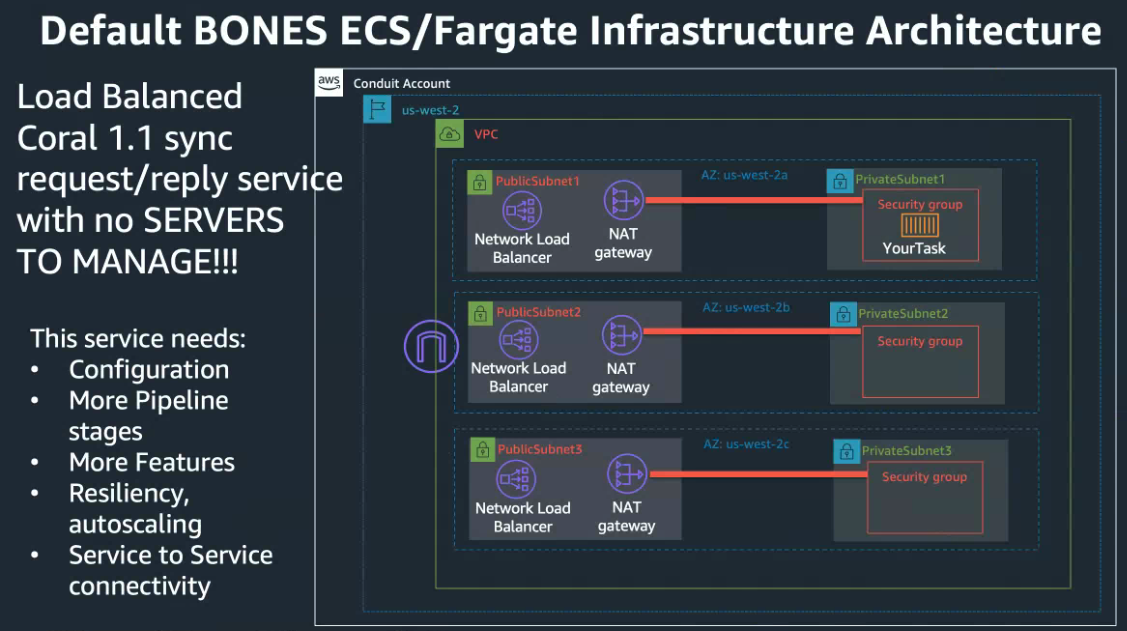 Default BONES ECS/Fargate Infrastructure Architecture
Load Balanced
Coral 1.1 sync
request/reply service
with no SERVERS
TO MANAGE!!!
This service needs:
• Configuration
• More Pipeline
stages
• More Features
• Resiliency,
autoscaling
• Service to Service
connectivity
aws
Conduit Account
us-west-2
VPC
AZ: us-west-2a
PublicSubnet1
Network Load
Balancer
NAT
gateway
PrivateSubnet1
Security group
YourTask
AZ: us-west-2b
PublicSubnet2
Network Load
Balancer
NAT
gateway
PrivateSubnet2
Security group
AZ: us-west-2c
PublicSubnet3
Network Load
Balancer
NAT
gateway
PrivateSubnet3
Security group